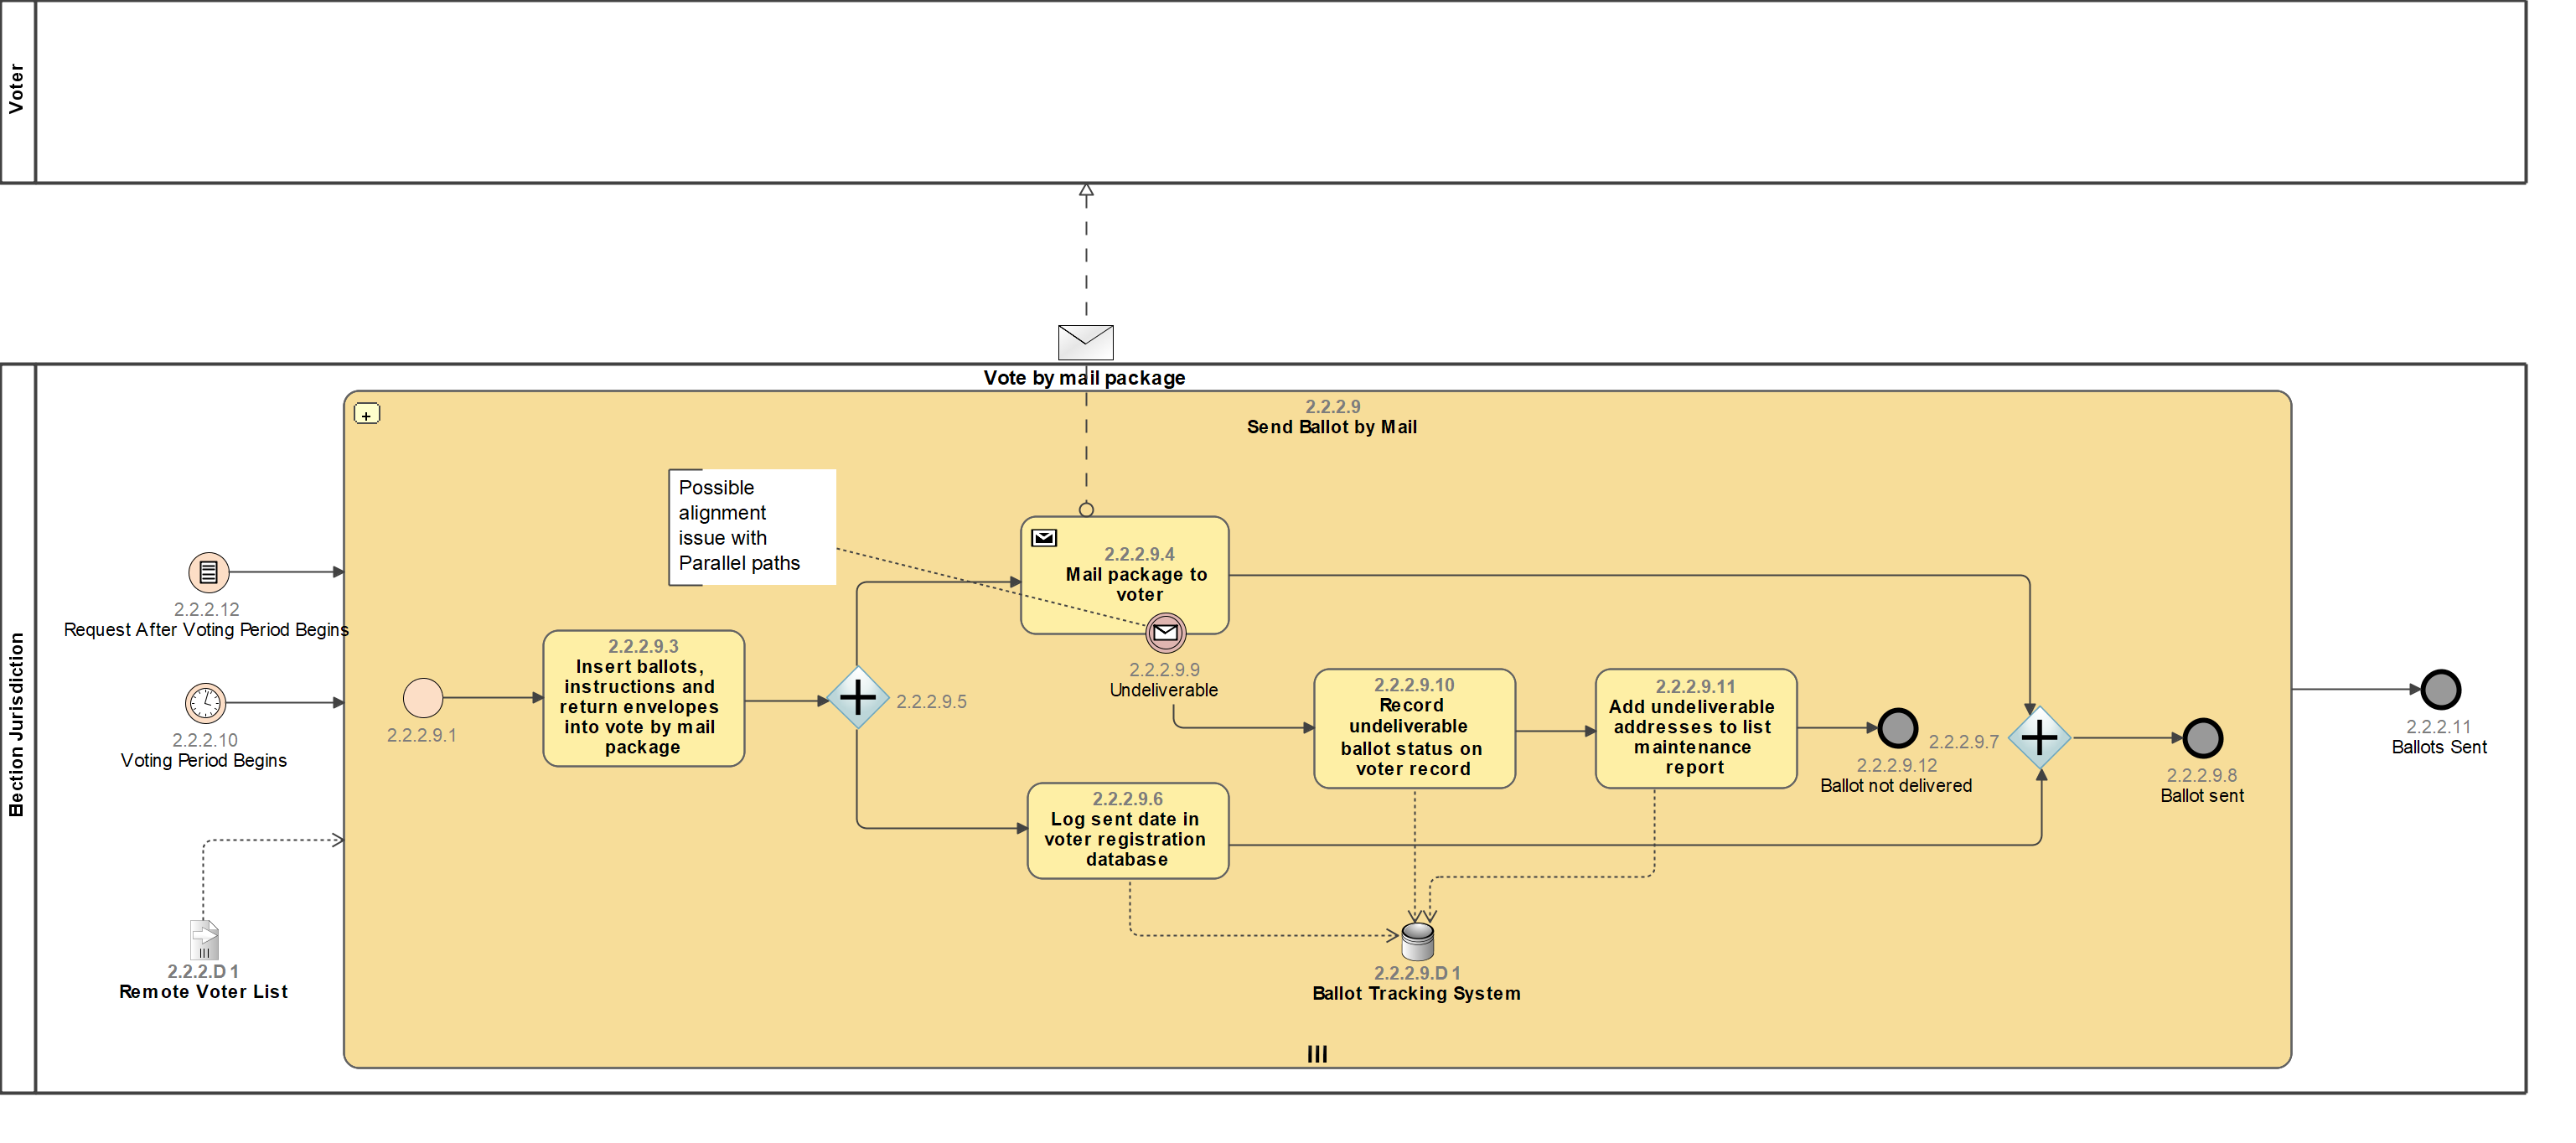 Voter
Vote by mail package
2.2.2.9
Send Ballot by Mail
Possible
alignment
issue with
Parallel paths
2.2.2.9.4
Mail package to
voter
2.2.2.12
Request After Voting Period Begins
2.2.2.9.3
Insert ballots,
instructions and
return envelopes
into vote by mail
package
2.2.2.9.9
Undeliverable
2.2.2.9.5
2.2.2.9.10
Record
undeliverable
ballot status on
voter record
2.2.2.9.11
Add undeliverable
addresses to list
maintenance
report
2.2.2.9.1
2.2.2.10
Voting Period Begins
2.2.2.9.7
2.2.2.9.12
Ballot not delivered
2.2.2.9.8
Ballot sent
2.2.2.11
Ballots Sent
Election Jurisdiction
2.2.2.9.6
Log sent date in
voter registration
database
2.2.2.D1
Remote Voter List
2.2.2.9.D1
Ballot Tracking System